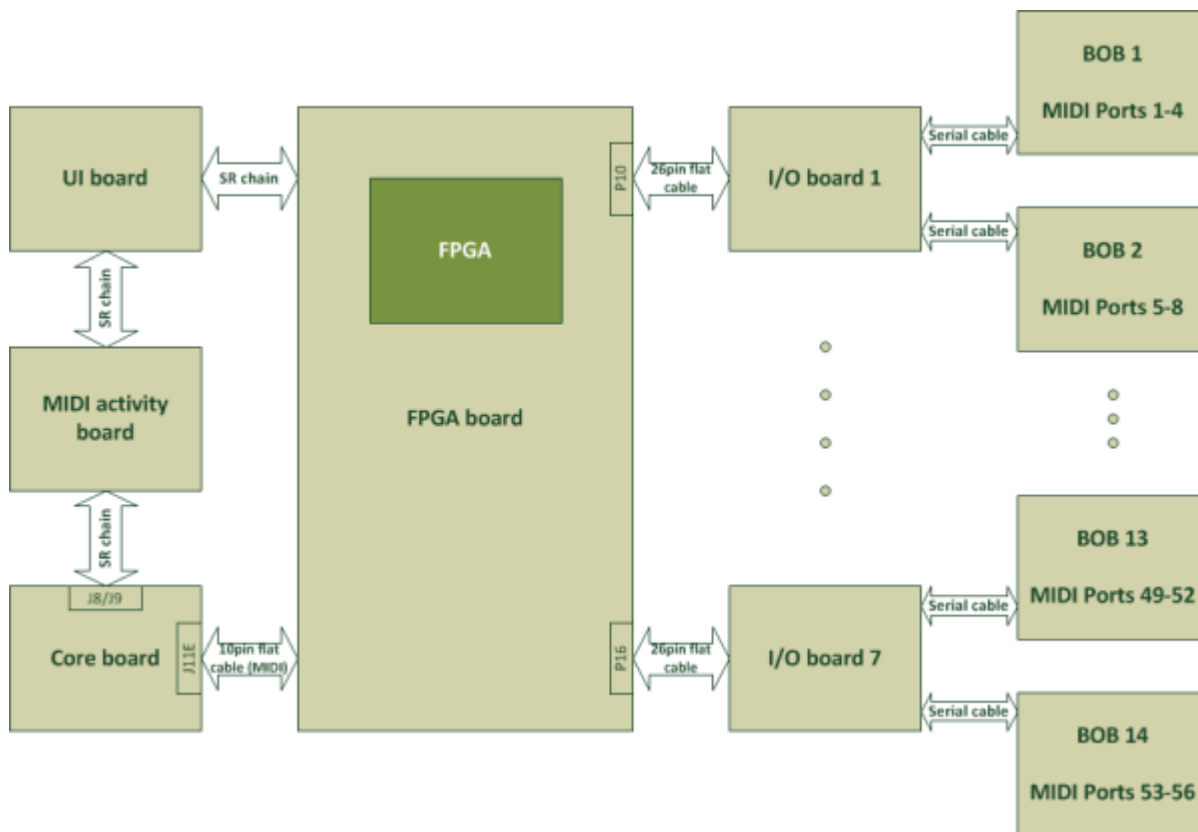 BOB 1
MIDI Ports 1-4
UI board
SR chain
P10
26pin flat
cable
I/O board 1
Serial cable
Serial cable
FPGA
BOB 2
MIDI Ports 5-8
SR chain
MIDI activity
board
FPGA board
SR chain
BOB 13
MIDI Ports 49-52
J8/J9
Core board
J11E
10pin flat
cable (MIDI)
P16
26pin flat
cable
I/O board 7
Serial cable
Serial cable
BOB 14
MIDI Ports 53-56